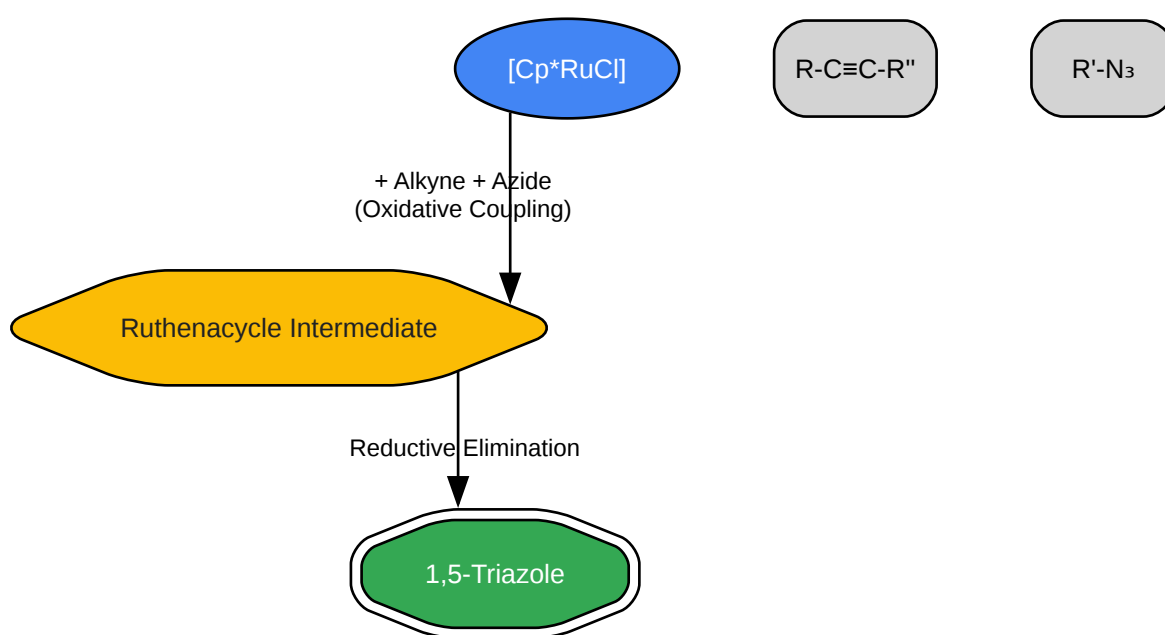 [Cp*RuCl]
R-C≡C-R"
R'-N₃
+ Alkyne + Azide
(Oxidative Coupling)
Ruthenacycle Intermediate
Reductive Elimination
1,5-Triazole